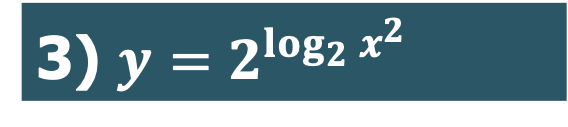 3) y = 2^{log₂ x²}